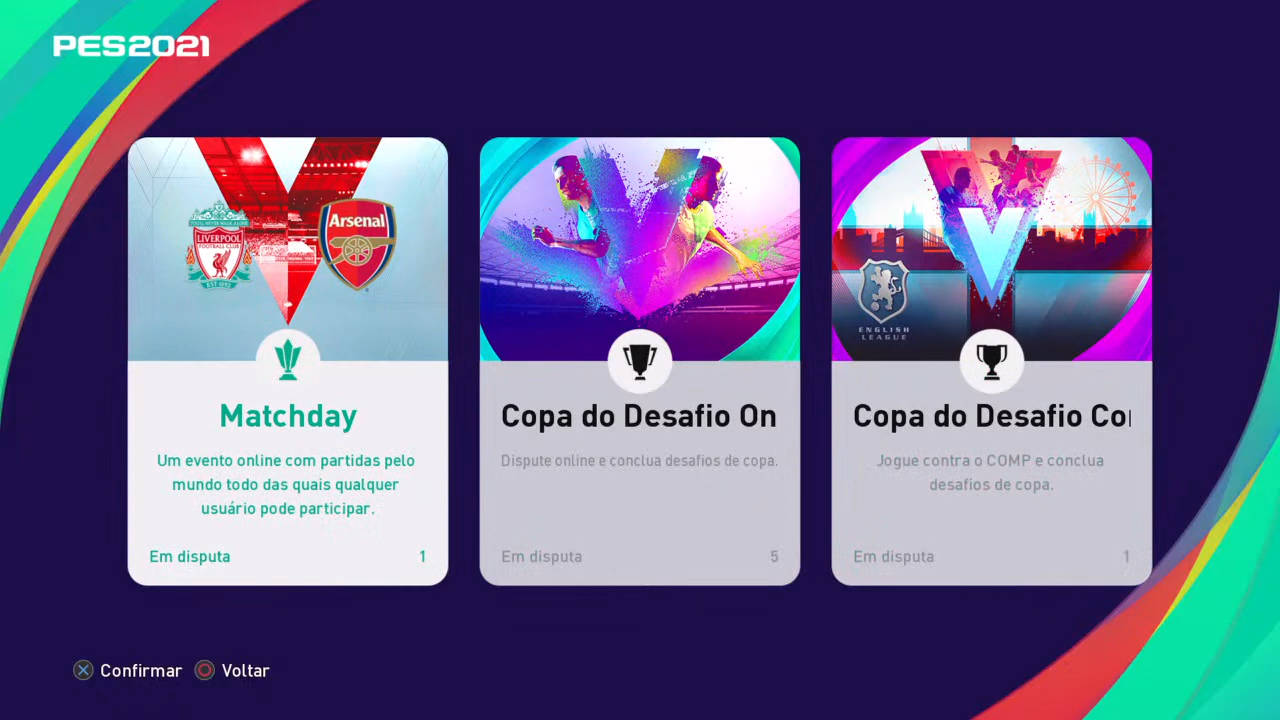 PES2021
LIVERPOOL
FOOTBALL CLUB
EST 1892
Arsenal
ENGLISH
LEAGUE
Matchday
Um evento online com partidas pelo
mundo todo das quais qualquer
usuário pode participar.
Em disputa 1
Copa do Desafio On
Dispute online e conclua desafios de copa.
Em disputa 5
Copa do Desafio Co
Jogue contra o COMP e conclua
desafios de copa.
Em disputa 1
Confirmar Voltar